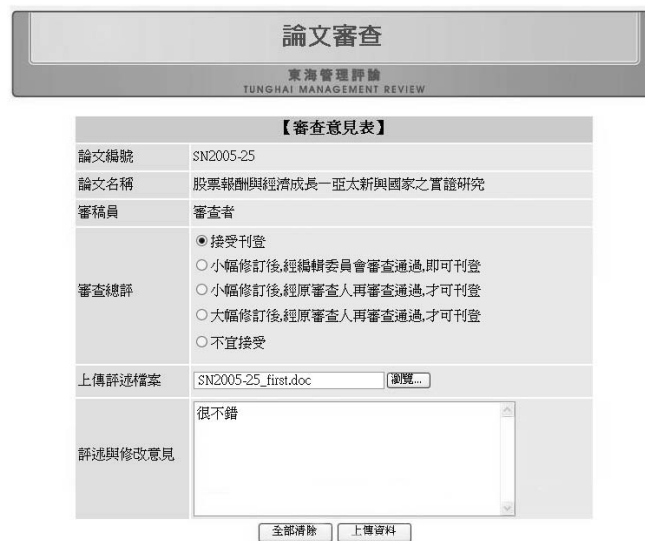 論文審查
東海管理評論
TUNGHAI MANAGEMENT REVIEW
【審查意見表】
論文編號 SN2005-25
論文名稱 股票報酬與經濟成長－亞太新興國家之實證研究
審稿員 審查者
審查總評
接受刊登
小幅修訂後,經編輯委員會審查通過,即可刊登
小幅修訂後,經原審查人再審查通過,才可刊登
大幅修訂後,經原審查人再審查通過,才可刊登
不宜接受
上傳評述檔案 SN2005-25_first.doc 瀏覽...
評述與修改意見
很不錯
全部清除 上傳資料